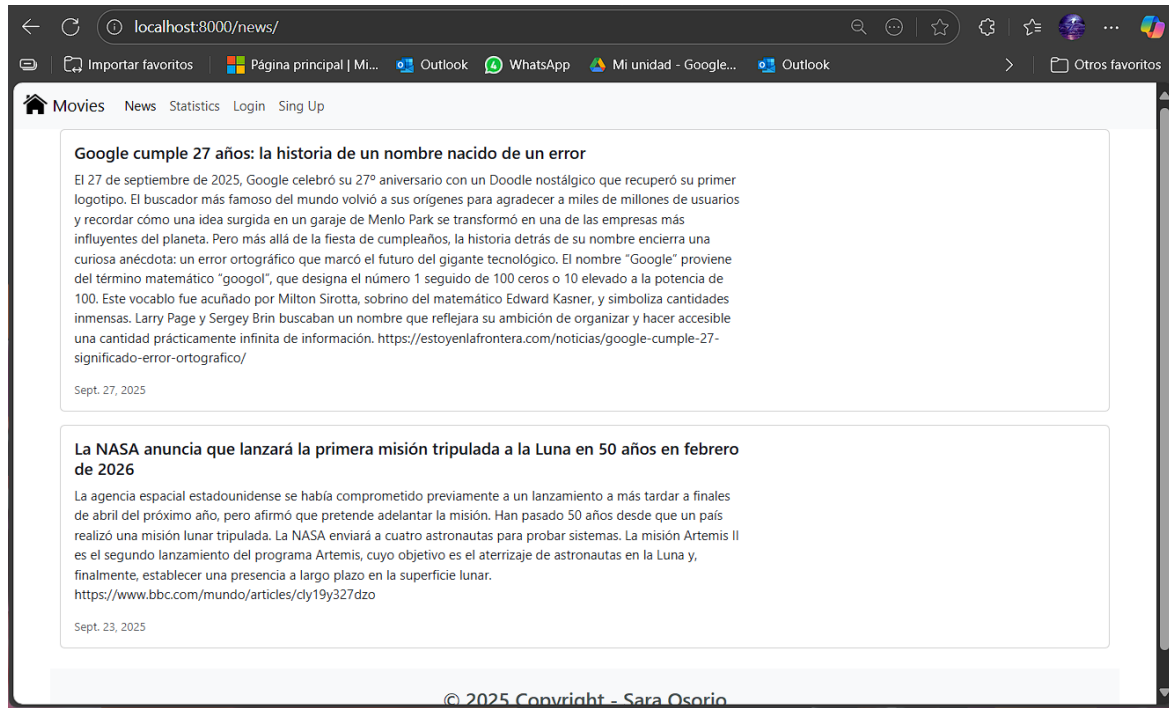 localhost:8000/news/
Importar favoritos Página principal | Mi... Outlook WhatsApp Mi unidad - Google... Outlook Otros favoritos
Movies News Statistics Login Sing Up
Google cumple 27 años: la historia de un nombre nacido de un error
El 27 de septiembre de 2025, Google celebró su 27º aniversario con un Doodle nostálgico que recuperó su primer
logotipo. El buscador más famoso del mundo volvió a sus orígenes para agradecer a miles de millones de usuarios
y recordar cómo una idea surgida en un garaje de Menlo Park se transformó en una de las empresas más
influyentes del planeta. Pero más allá de la fiesta de cumpleaños, la historia detrás de su nombre encierra una
curiosa anécdota: un error ortográfico que marcó el futuro del gigante tecnológico. El nombre “Google” proviene
del término matemático “googol”, que designa el número 1 seguido de 100 ceros o 10 elevado a la potencia de
100. Este vocablo fue acuñado por Milton Sirotta, sobrino del matemático Edward Kasner, y simboliza cantidades
inmensas. Larry Page y Sergey Brin buscaban un nombre que reflejara su ambición de organizar y hacer accesible
una cantidad prácticamente infinita de información. https://estoyenlafrontera.com/noticias/google-cumple-27-
significado-error-ortografico/
Sept. 27, 2025
La NASA anuncia que lanzará la primera misión tripulada a la Luna en 50 años en febrero
de 2026
La agencia espacial estadounidense se había comprometido previamente a un lanzamiento a más tardar a finales
de abril del próximo año, pero afirmó que pretende adelantar la misión. Han pasado 50 años desde que un país
realizó una misión lunar tripulada. La NASA enviará a cuatro astronautas para probar sistemas. La misión Artemis II
es el segundo lanzamiento del programa Artemis, cuyo objetivo es el aterrizaje de astronautas en la Luna y,
finalmente, establecer una presencia a largo plazo en la superficie lunar.
https://www.bbc.com/mundo/articles/cly19y327dzo
Sept. 23, 2025
© 2025 Copyright - Sara Osorio